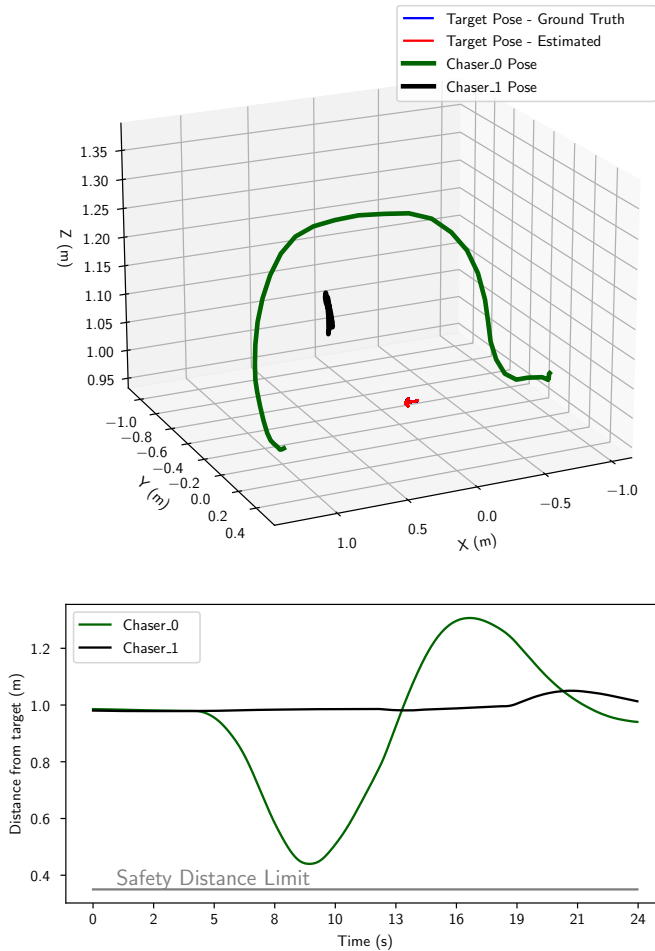 Target Pose - Ground Truth
Target Pose - Estimated
Chaser_0 Pose
Chaser_1 Pose
1.35
1.30
1.25
1.20
1.15
1.10
1.05
1.00
0.95
Z (m)
−1.0
−0.8
−0.6
−0.4
−0.2
0.0
0.2
0.4
Y (m)
1.0
0.5
0.0
−0.5
−1.0
X (m)
Chaser_0
Chaser_1
1.2
1.0
0.8
0.6
0.4
Distance from target (m)
Safety Distance Limit
0 2 5 8 10 13 16 19 21 24
Time (s)